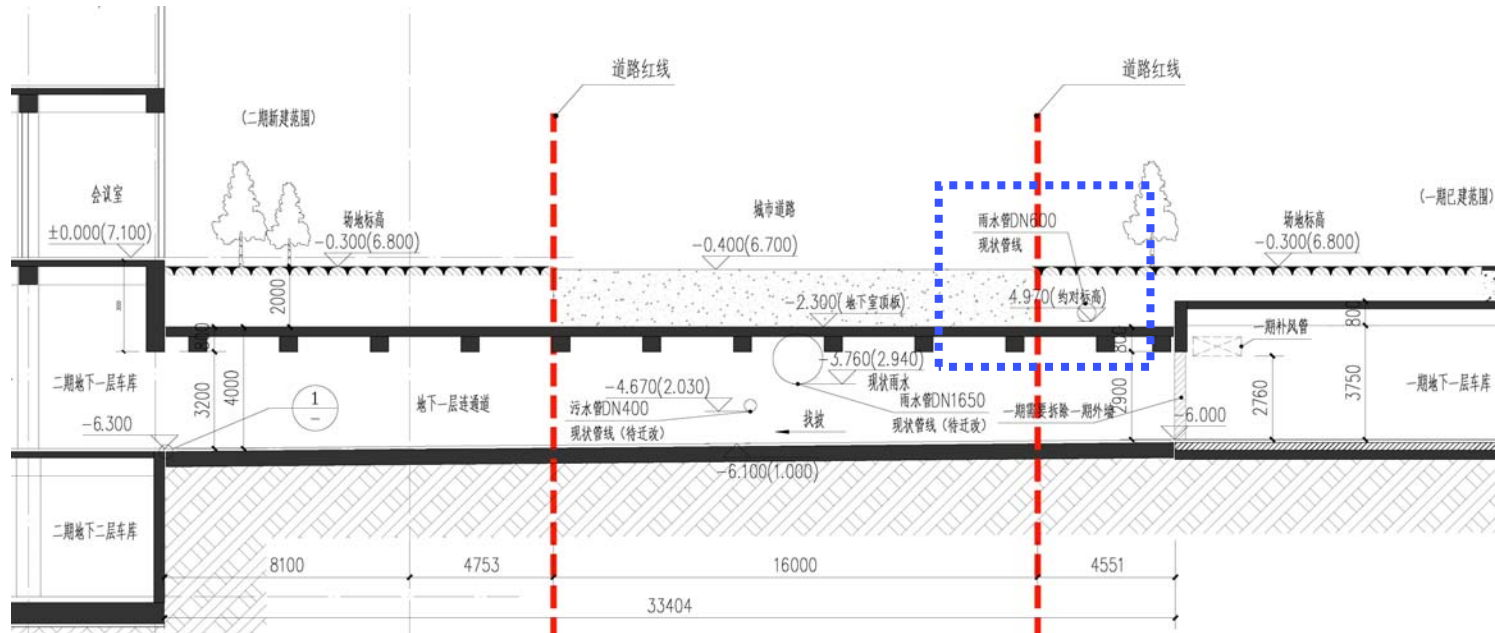 道路红线
道路红线
(二期新建范围)
会议室
±0.000(7.100)
场地标高
-0.300(6.800)
城市道路
-0.400(6.700)
雨水管DN600
现状管线
(一期已建范围)
场地标高
-0.300(6.800)
2000
-2.300(地下室顶板)
4.970(约对标高)
800
800
800
一期补风管
二期地下一层车库
3200
4000
地下一层连通道
-4.670(2.030)
污水管DN400
现状管线(待迁改)
-3.760(2.940)
现状雨水
雨水管DN1650
现状管线(待迁改)
找坡
2900
一期需要拆除一期外墙
2760
3750
一期地下一层车库
-6.300
1
-6.000
-6.100(1.000)
二期地下二层车库
8100
4753
16000
4551
33404